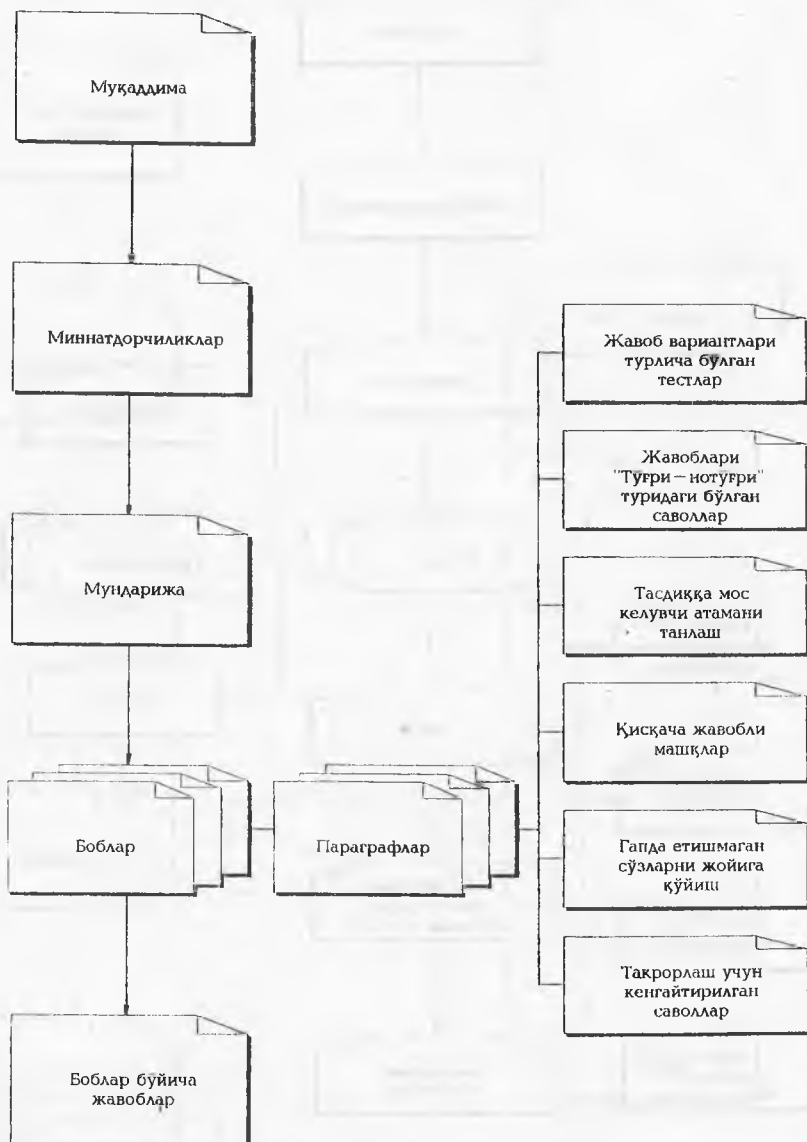 Муқаддима
Миннатдорчиликлар
Мундарижа
Боблар
Параграфлар
Боблар бўйича
жавоблар
Жавоб вариантлари
турлича бўлган
тестлар
Жавоблари
"Тўғри–нотўғри"
туридаги бўлган
саволлар
Тасдиққа мос
келувчи атамани
танлаш
Қисқача жавобли
машқлар
Гапда етишмаган
сўзларни жойига
қўйиш
Такрорлаш учун
кенгайтирилган
саволлар